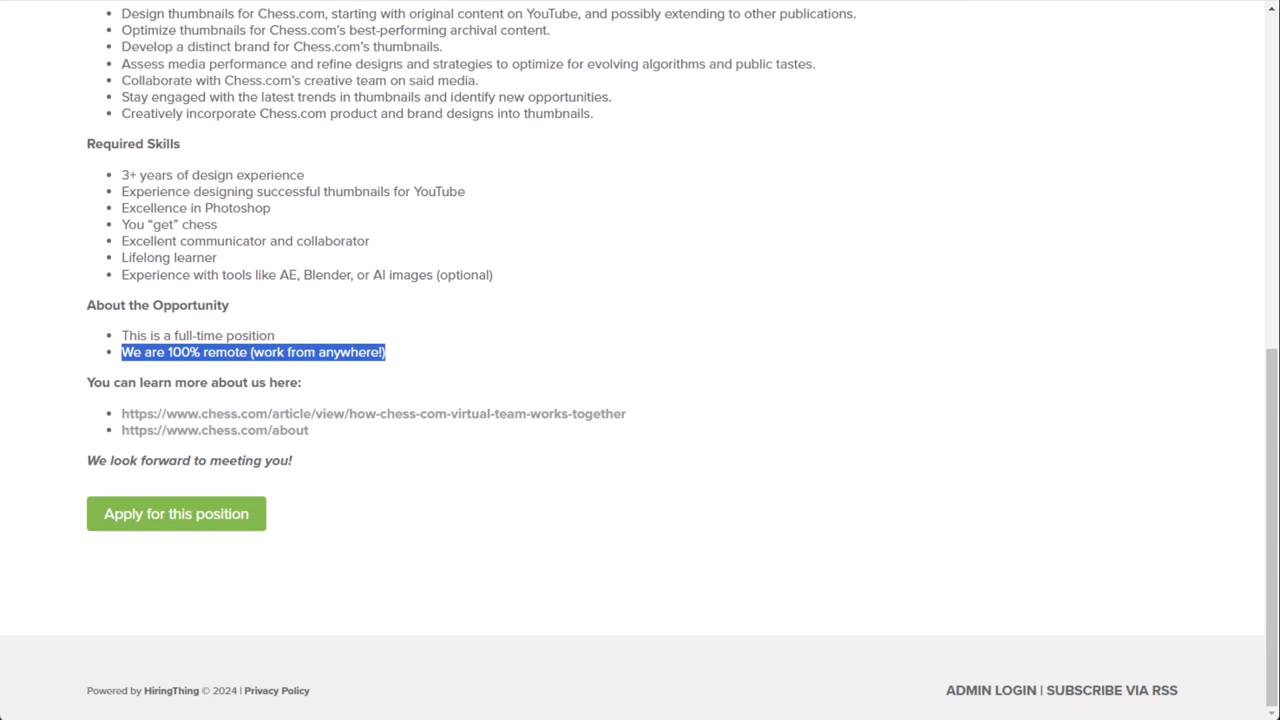 Design thumbnails for Chess.com, starting with original content on YouTube, and possibly extending to other publications.
Optimize thumbnails for Chess.com's best-performing archival content.
Develop a distinct brand for Chess.com's thumbnails.
Assess media performance and refine designs and strategies to optimize for evolving algorithms and public tastes.
Collaborate with Chess.com's creative team on said media.
Stay engaged with the latest trends in thumbnails and identify new opportunities.
Creatively incorporate Chess.com product and brand designs into thumbnails.
Required Skills
3+ years of design experience
Experience designing successful thumbnails for YouTube
Excellence in Photoshop
You “get” chess
Excellent communicator and collaborator
Lifelong learner
Experience with tools like AE, Blender, or AI images (optional)
About the Opportunity
This is a full-time position
We are 100% remote (work from anywhere!)
You can learn more about us here:
https://www.chess.com/article/view/how-chess-com-virtual-team-works-together
https://www.chess.com/about
We look forward to meeting you!
Apply for this position
Powered by HiringThing © 2024 | Privacy Policy
ADMIN LOGIN | SUBSCRIBE VIA RSS